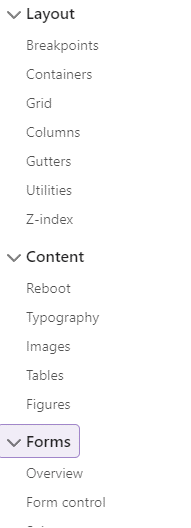 Layout
Breakpoints
Containers
Grid
Columns
Gutters
Utilities
Z-index
Content
Reboot
Typography
Images
Tables
Figures
Forms
Overview
Form control